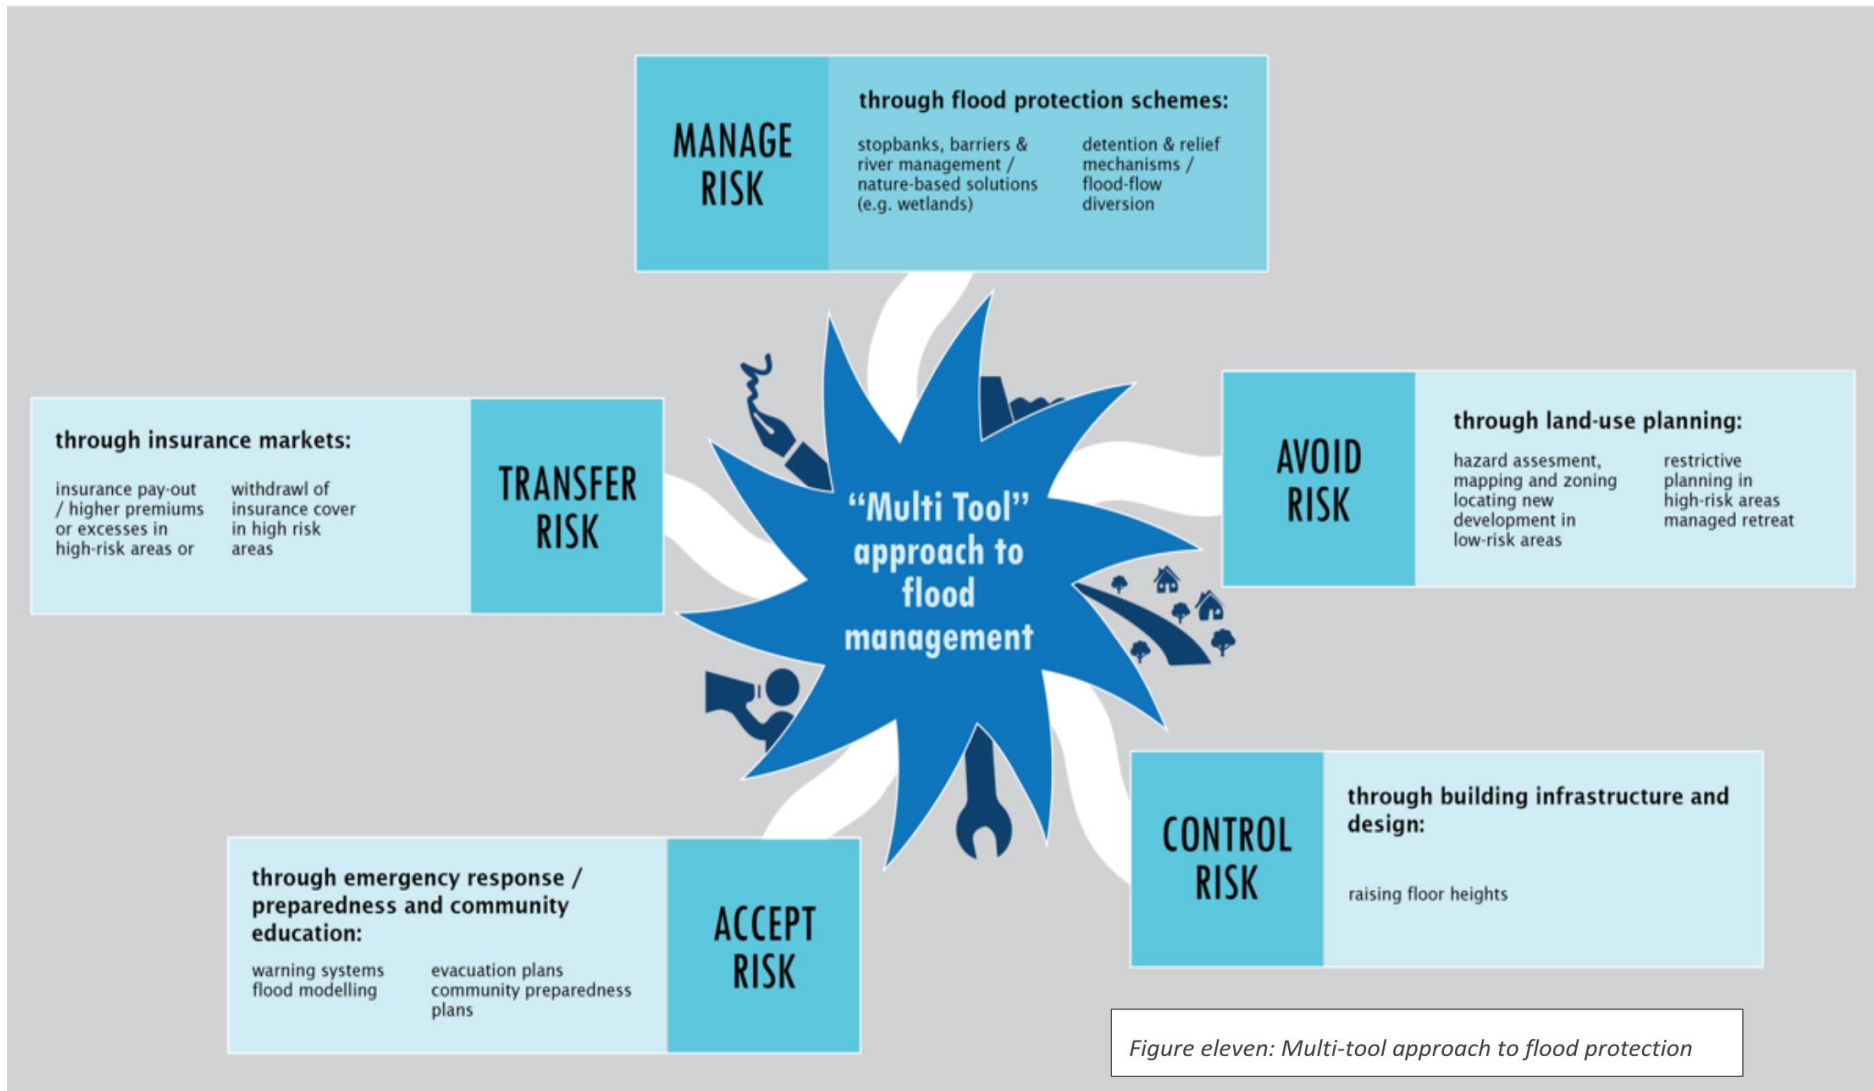 MANAGE
RISK
through flood protection schemes:
stopbanks, barriers &
river management /
nature-based solutions
(e.g. wetlands)
detention & relief
mechanisms /
flood-flow
diversion
AVOID
RISK
through land-use planning:
hazard assesment,
mapping and zoning
locating new
development in
low-risk areas
restrictive
planning in
high-risk areas
managed retreat
through insurance markets:
insurance pay-out
/ higher premiums
or excesses in
high-risk areas or
withdrawl of
insurance cover
in high risk
areas
TRANSFER
RISK
“Multi Tool”
approach to
flood
management
CONTROL
RISK
through building infrastructure and
design:
raising floor heights
through emergency response /
preparedness and community
education:
warning systems
flood modelling
evacuation plans
community preparedness
plans
ACCEPT
RISK
Figure eleven: Multi-tool approach to flood protection